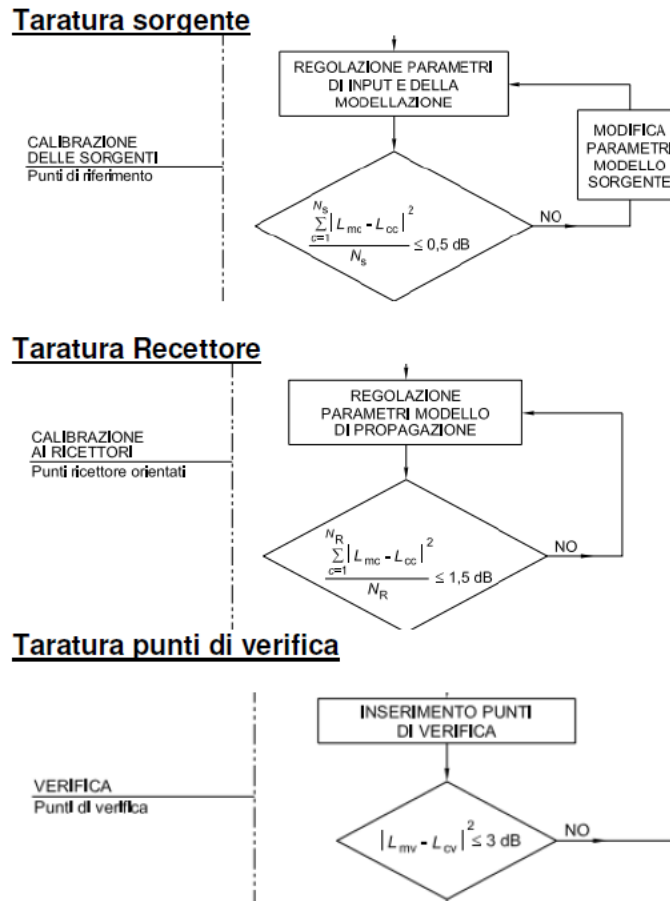 Taratura sorgente
REGOLAZIONE PARAMETRI
DI INPUT E DELLA
MODELLAZIONE
MODIFICA
PARAMETRI
MODELLO
SORGENTE
CALIBRAZIONE
DELLE SORGENTI
Punti di riferimento
NO
N_s ∑ c=1 |L_mc - L_cc|^2 / N_s ≤ 0,5 dB
Taratura Recettore
REGOLAZIONE
PARAMETRI MODELLO
DI PROPAGAZIONE
CALIBRAZIONE
AI RICETTORI
Punti ricettore orientati
NO
N_R ∑ c=1 |L_mc - L_cc|^2 / N_R ≤ 1,5 dB
Taratura punti di verifica
INSERIMENTO PUNTI
DI VERIFICA
VERIFICA
Punti di verifica
|L_mv - L_cv|^2 ≤ 3 dB
NO